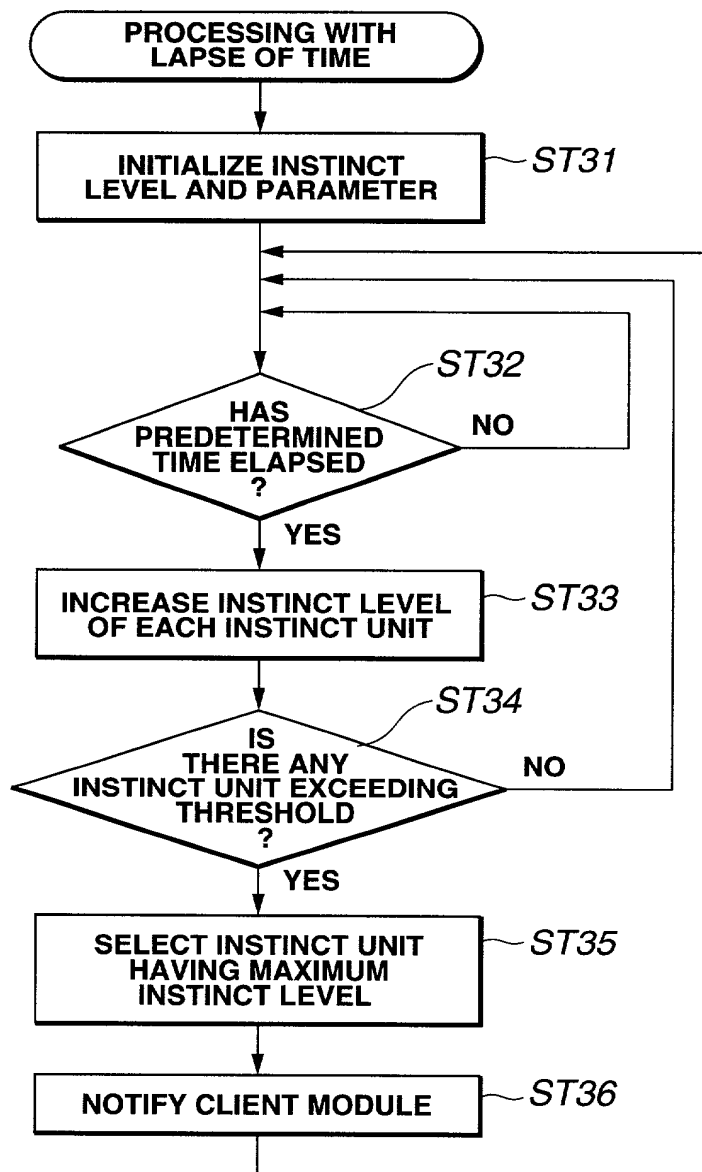 PROCESSING WITH
LAPSE OF TIME
INITIALIZE INSTINCT
LEVEL AND PARAMETER
ST31
ST32
HAS
PREDETERMINED
TIME ELAPSED
?
NO
YES
INCREASE INSTINCT LEVEL
OF EACH INSTINCT UNIT
ST33
ST34
IS
THERE ANY
INSTINCT UNIT EXCEEDING
THRESHOLD
?
NO
YES
SELECT INSTINCT UNIT
HAVING MAXIMUM
INSTINCT LEVEL
ST35
NOTIFY CLIENT MODULE
ST36